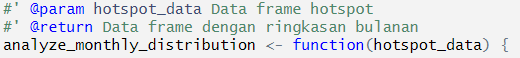 #' @param hotspot_data Data frame hotspot
#' @return Data frame dengan ringkasan bulanan
analyze_monthly_distribution <- function(hotspot_data) {